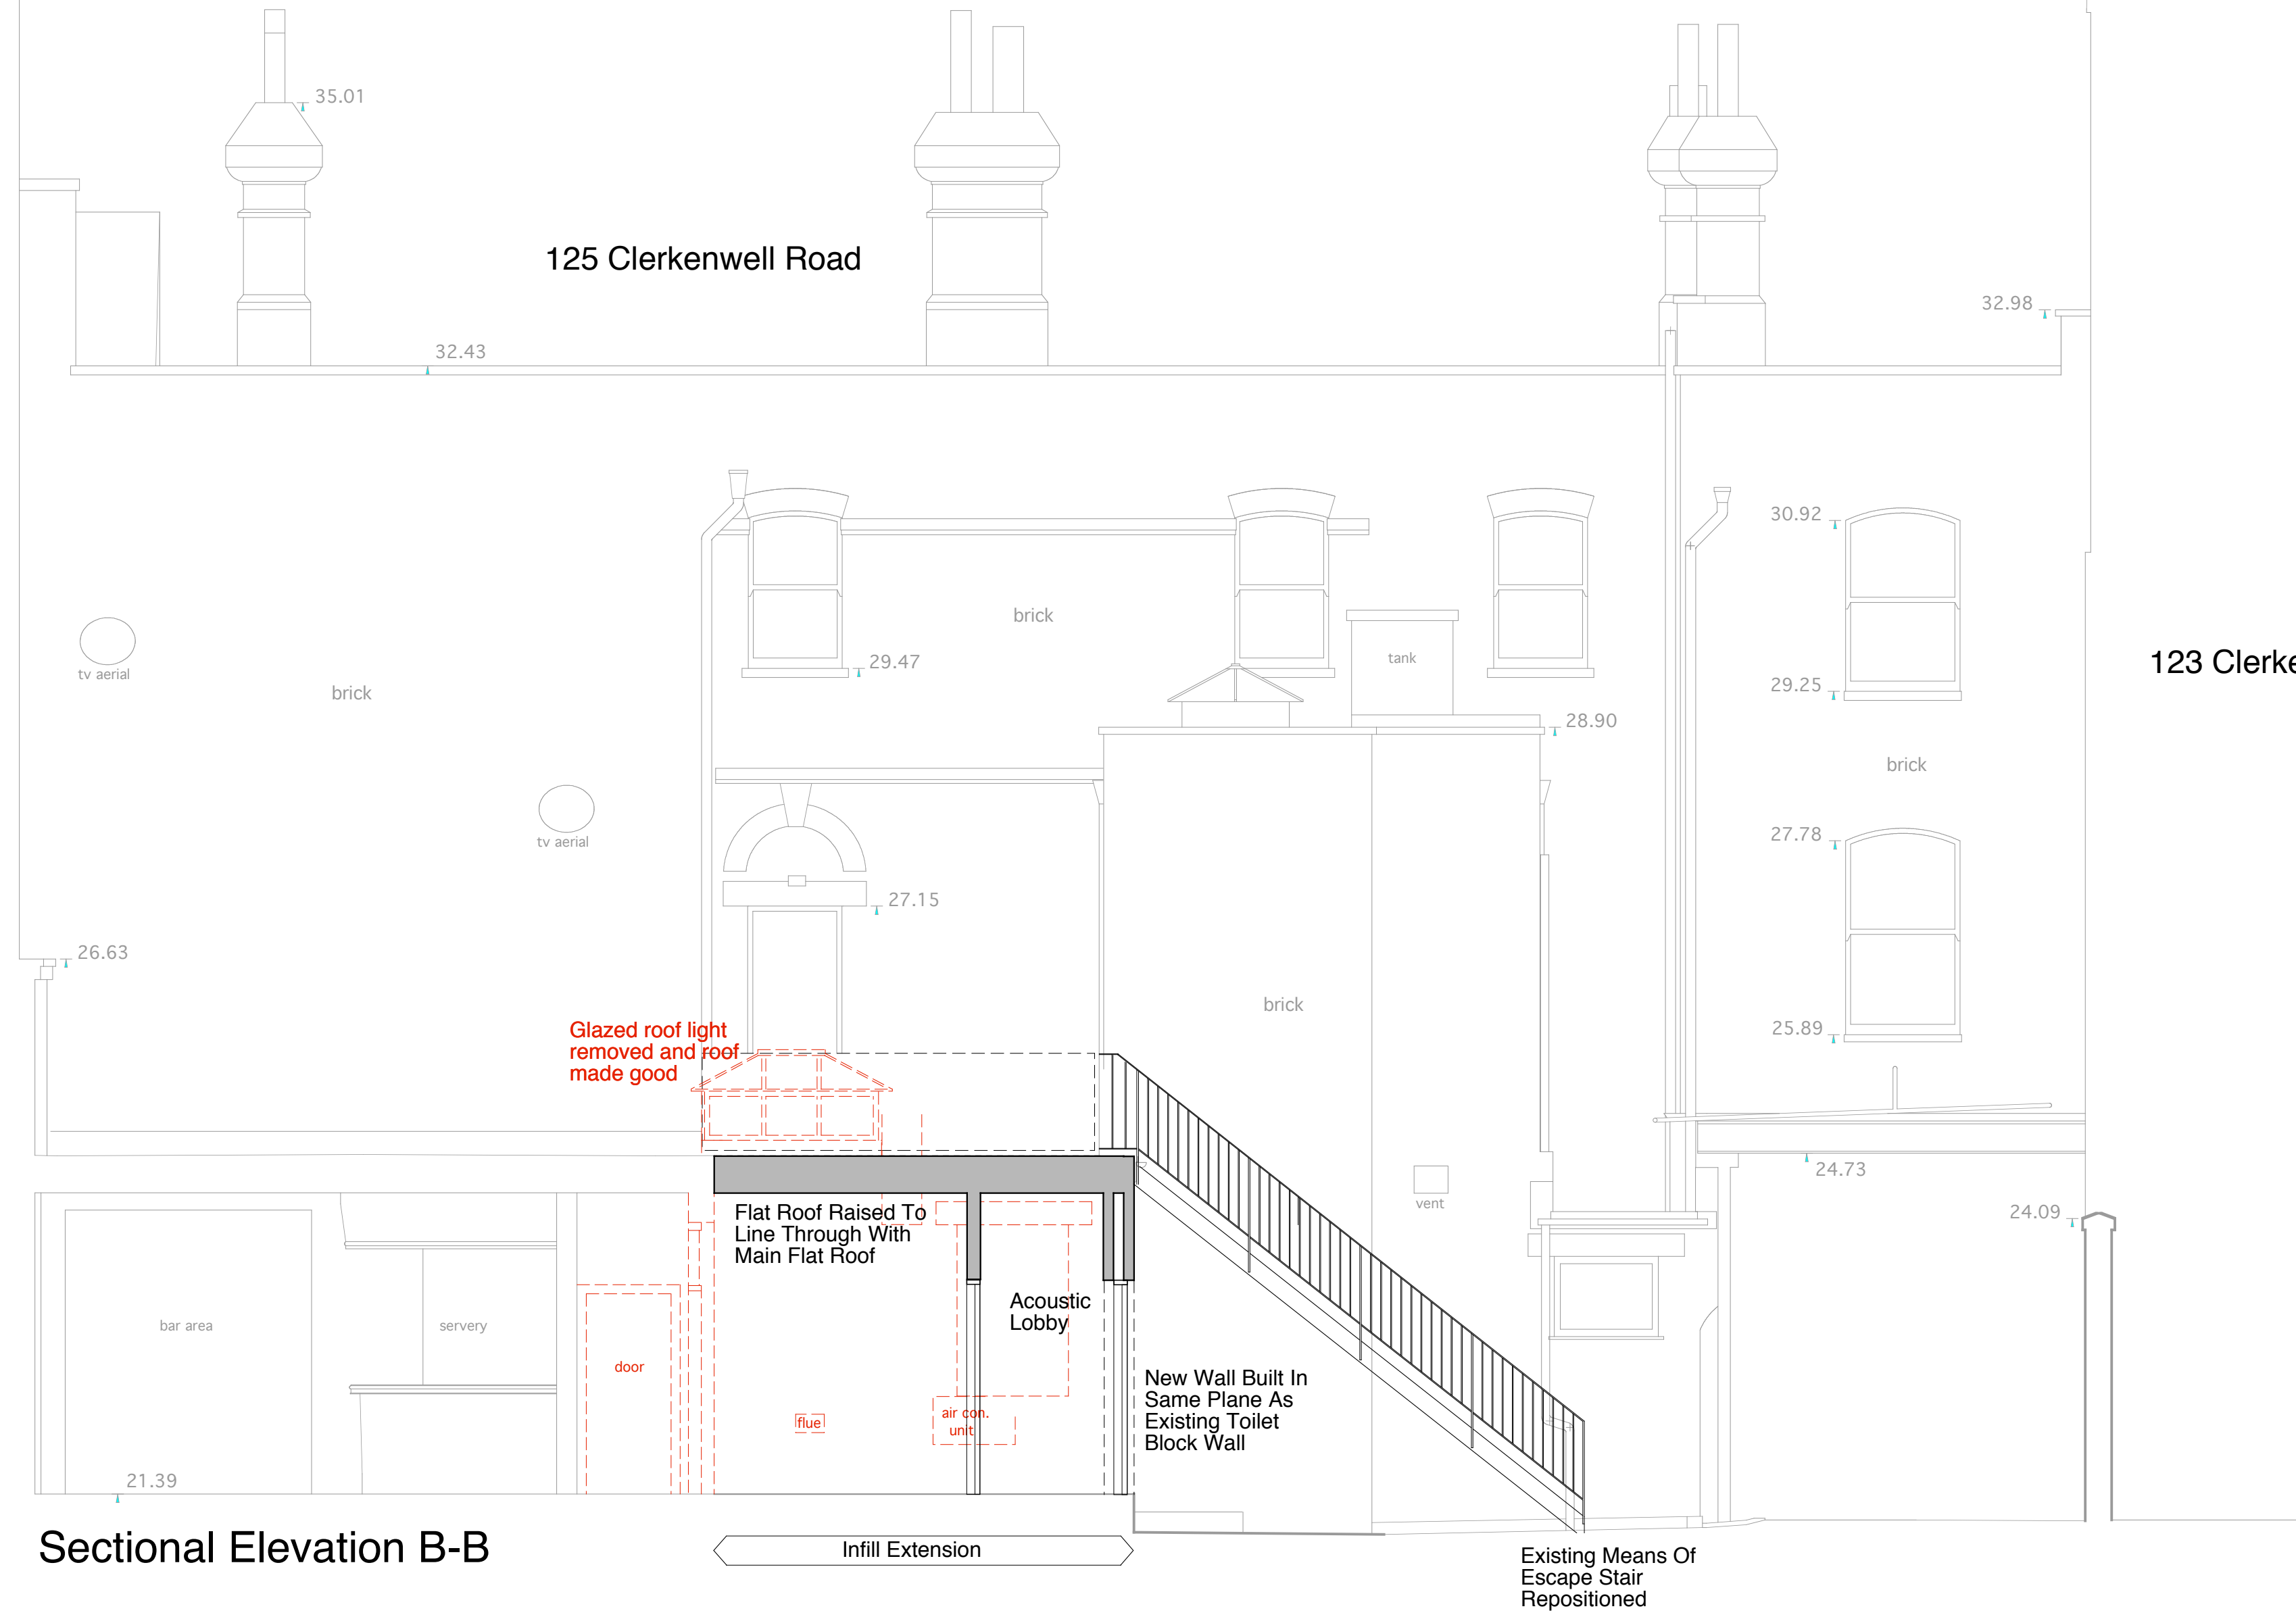 35.01
125 Clerkenwell Road
32.98
32.43
30.92
brick
29.47
tank
29.25
123 Clerke
tv aerial
brick
28.90
brick
27.78
tv aerial
27.15
26.63
brick
25.89
Glazed roof light
removed and roof
made good
24.73
vent
24.09
Flat Roof Raised To
Line Through With
Main Flat Roof
Acoustic
Lobby
bar area
servery
door
flue
air con.
unit
New Wall Built In
Same Plane As
Existing Toilet
Block Wall
21.39
Sectional Elevation B-B
Infill Extension
Existing Means Of
Escape Stair
Repositioned